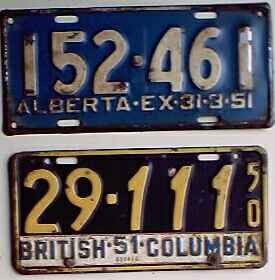 152·461
ALBERTA·EX·31·3·51
29-111 50
BRITISH·51·COLUMBIA